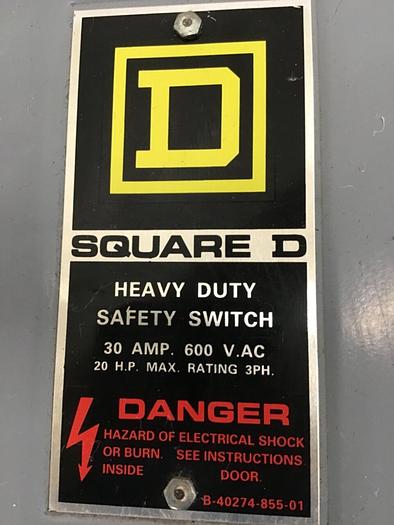 D
SQUARE D
HEAVY DUTY
SAFETY SWITCH
30 AMP. 600 V.AC
20 H.P. MAX. RATING 3PH.
DANGER
HAZARD OF ELECTRICAL SHOCK
OR BURN. SEE INSTRUCTIONS
INSIDE DOOR.
B-40274-855-01